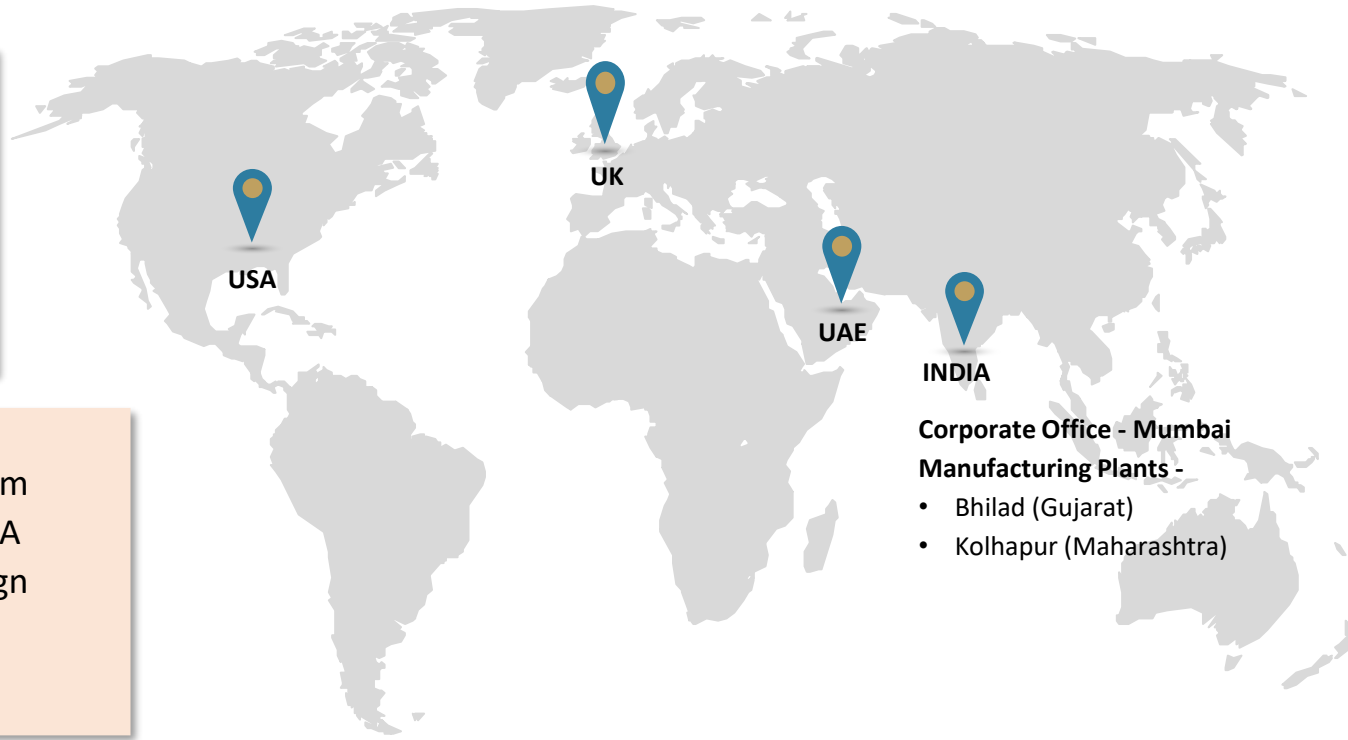 UK
USA
UAE
INDIA
Corporate Office - Mumbai
Manufacturing Plants -
• Bhilad (Gujarat)
• Kolhapur (Maharashtra)